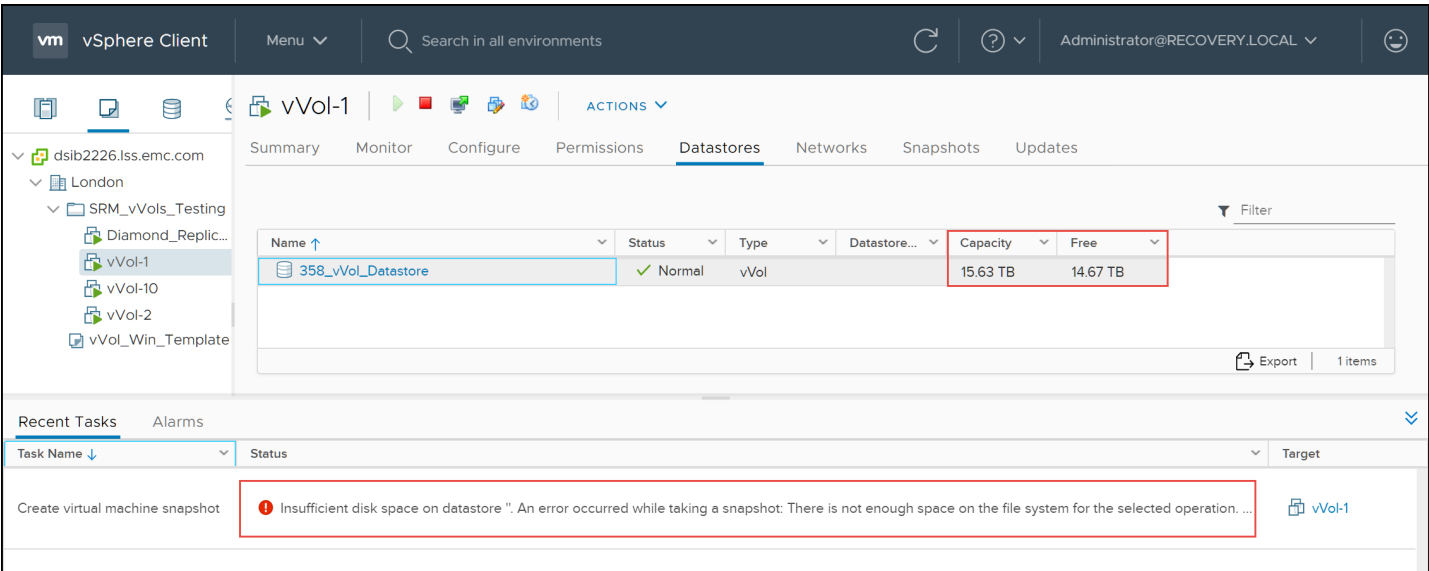 vm vSphere Client Menu Search in all environments ? Administrator@RECOVERY.LOCAL
vVol-1 ACTIONS
dsib2226.lss.emc.com
London
SRM_vVols_Testing
Diamond_Replic...
vVol-1
vVol-10
vVol-2
vVol_Win_Template
Summary Monitor Configure Permissions Datastores Networks Snapshots Updates
Filter
Name ↑ Status Type Datastore... Capacity Free
358_vVol_Datastore Normal vVol 15.63 TB 14.67 TB
Export 1 items
Recent Tasks Alarms
Task Name ↓ Status Target
Create virtual machine snapshot Insufficient disk space on datastore ''. An error occurred while taking a snapshot: There is not enough space on the file system for the selected operation. ... vVol-1